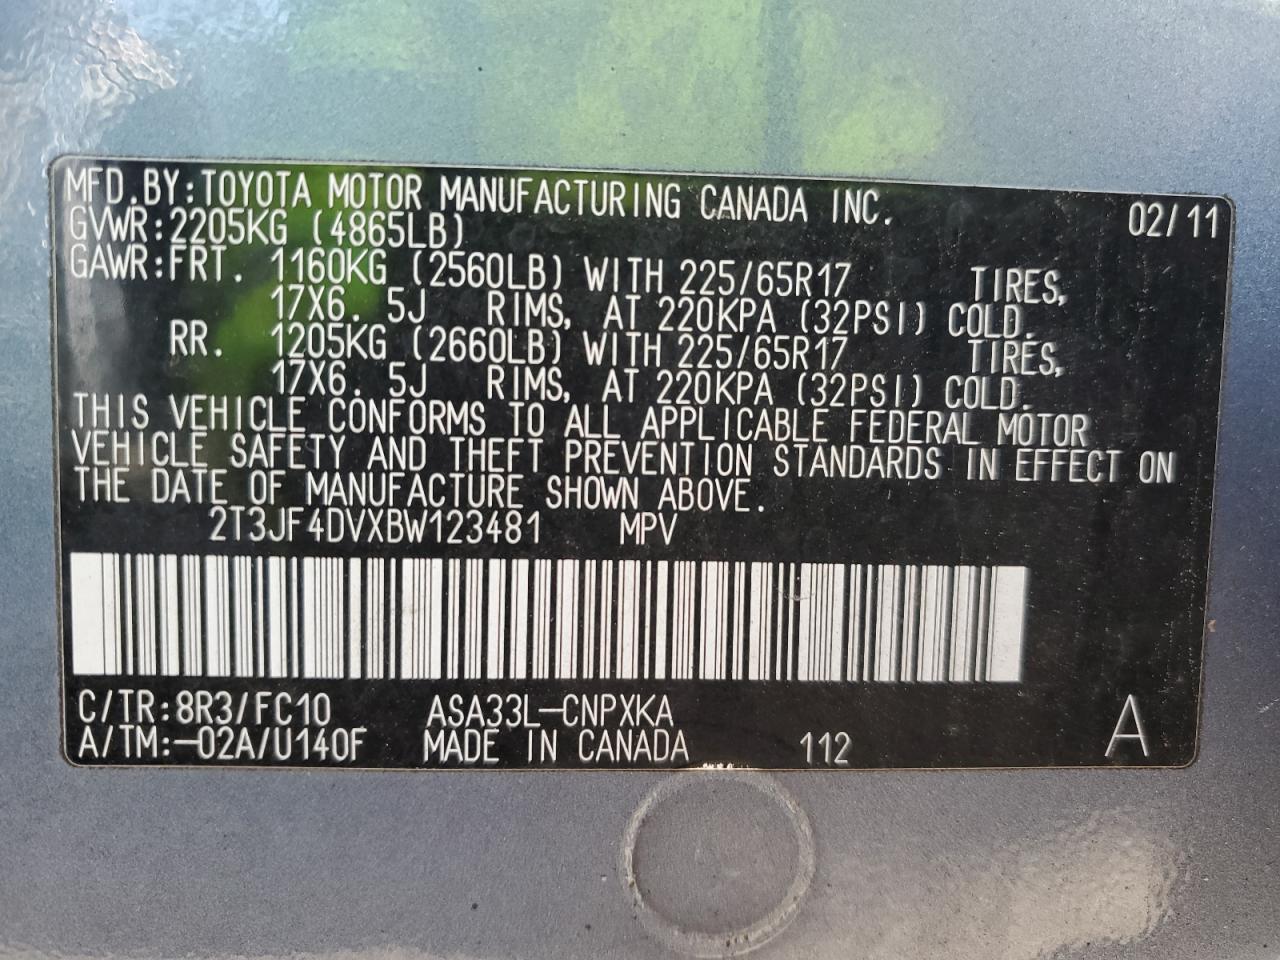 MFD.BY:TOYOTA MOTOR MANUFACTURING CANADA INC. 02/11
GVWR:2205KG (4865LB)
GAWR:FRT. 1160KG (2560LB) WITH 225/65R17 TIRES,
17X6. 5J RIMS, AT 220KPA (32PSI) COLD.
RR. 1205KG (2660LB) WITH 225/65R17 TIRES,
17X6. 5J RIMS, AT 220KPA (32PSI) COLD.
THIS VEHICLE CONFORMS TO ALL APPLICABLE FEDERAL MOTOR
VEHICLE SAFETY AND THEFT PREVENTION STANDARDS IN EFFECT ON
THE DATE OF MANUFACTURE SHOWN ABOVE.
2T3JF4DVXBW123481 MPV
C/TR:8R3/FC10 ASA33L-CNPXKA
A/TM:-02A/U140F MADE IN CANADA 112 A